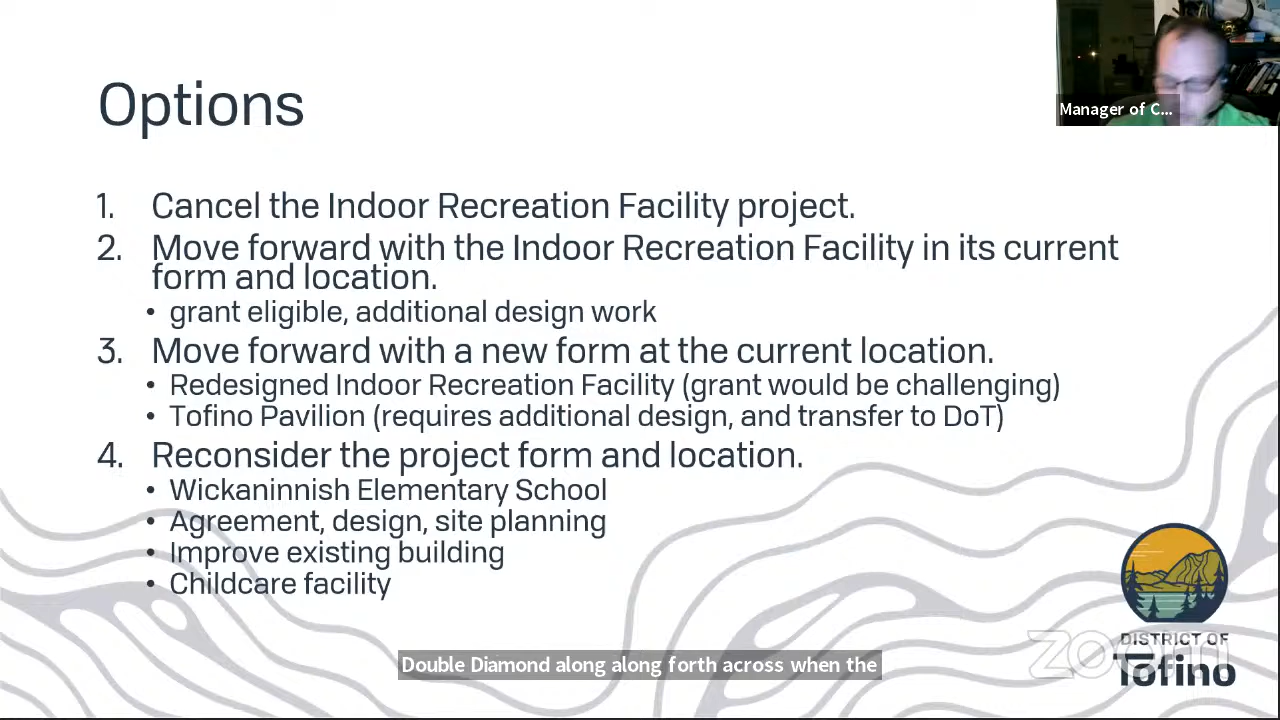 Manager of C...
Options
1. Cancel the Indoor Recreation Facility project.
2. Move forward with the Indoor Recreation Facility in its current
form and location.
• grant eligible, additional design work
3. Move forward with a new form at the current location.
• Redesigned Indoor Recreation Facility (grant would be challenging)
• Tofino Pavilion (requires additional design, and transfer to DoT)
4. Reconsider the project form and location.
• Wickaninnish Elementary School
• Agreement, design, site planning
• Improve existing building
• Childcare facility
DISTRICT OF
Tofino
zoom
Double Diamond along along forth across when the